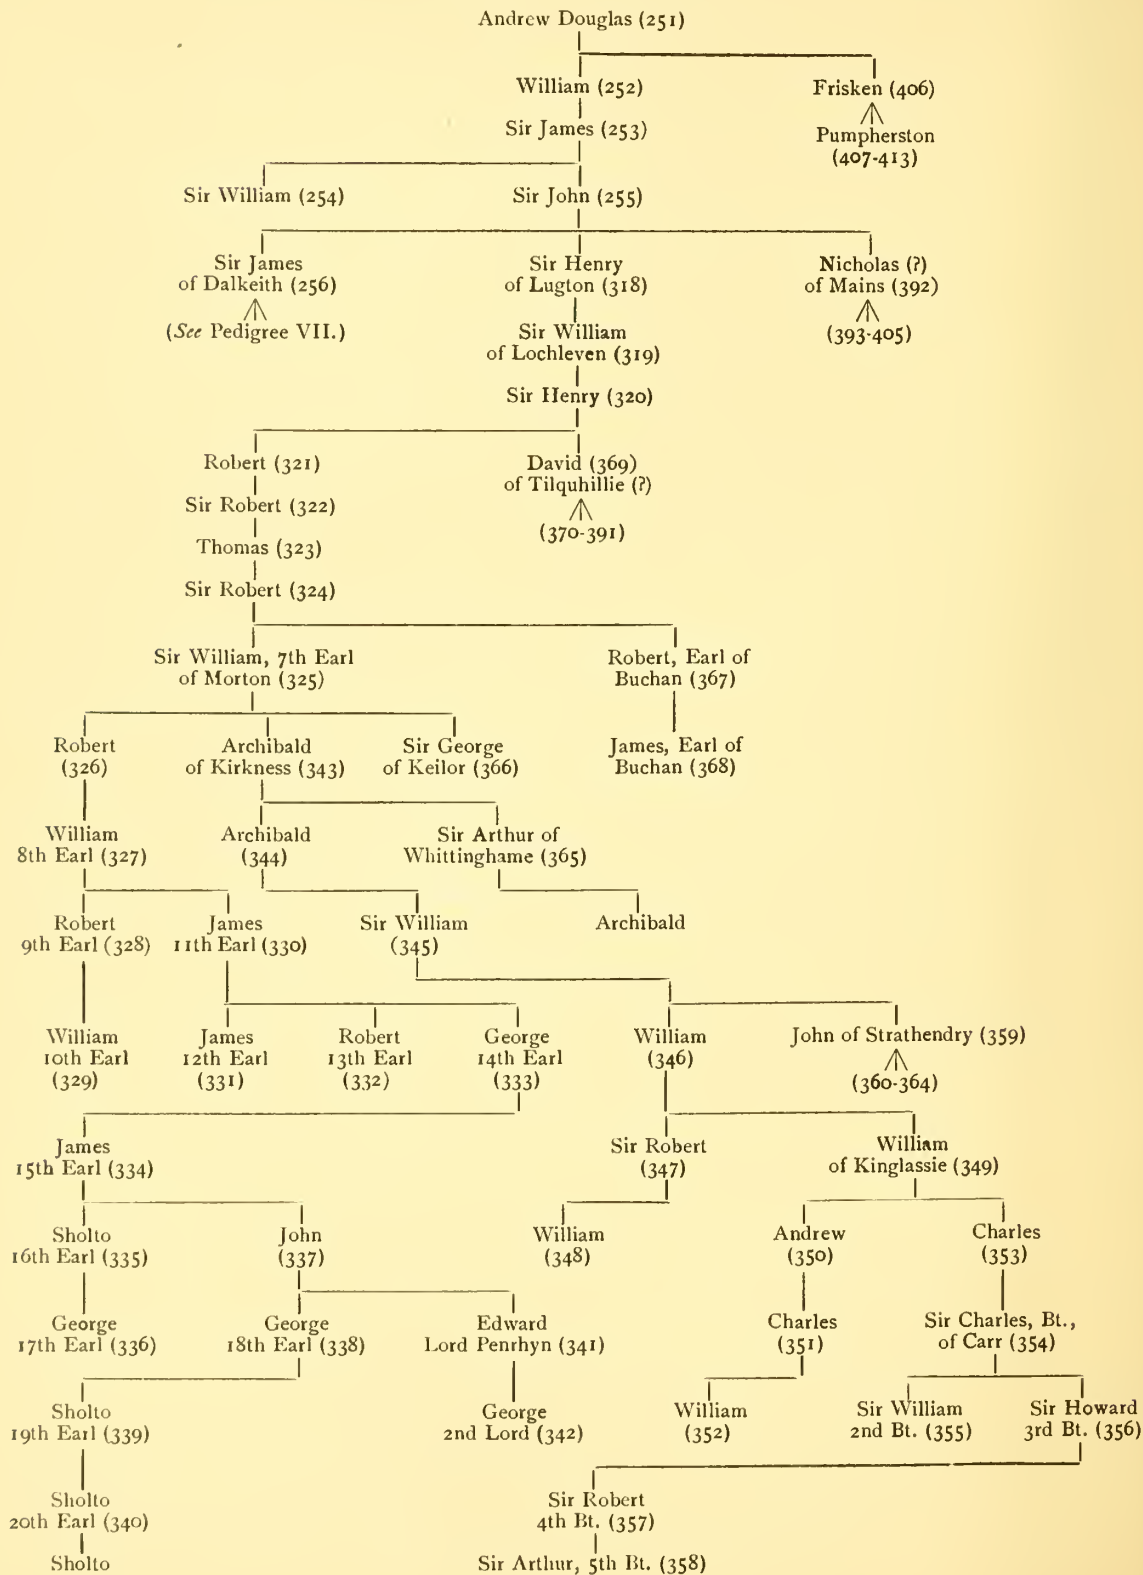 Andrew Douglas (251)
William (252)
Frisken (406)
Sir James (253)
Pumpherston
(407-413)
Sir William (254)
Sir John (255)
Sir James
of Dalkeith (256)
(See Pedigree VII.)
Sir Henry
of Lugton (318)
Nicholas (?)
of Mains (392)
(393-405)
Sir William
of Lochleven (319)
Sir Henry (320)
Robert (321)
David (369)
of Tilquhillie (?)
(370-391)
Sir Robert (322)
Thomas (323)
Sir Robert (324)
Sir William, 7th Earl
of Morton (325)
Robert, Earl of
Buchan (367)
Robert
(326)
Archibald
of Kirkness (343)
Sir George
of Keilor (366)
James, Earl of
Buchan (368)
William
8th Earl (327)
Archibald
(344)
Sir Arthur of
Whittinghame (365)
Robert
9th Earl (328)
James
11th Earl (330)
Sir William
(345)
Archibald
William
10th Earl
(329)
James
12th Earl
(331)
Robert
13th Earl
(332)
George
14th Earl
(333)
William
(346)
John of Strathendry (359)
(360-364)
James
15th Earl (334)
Sir Robert
(347)
William
of Kinglassie (349)
Sholto
16th Earl (335)
John
(337)
William
(348)
Andrew
(350)
Charles
(353)
George
17th Earl (336)
George
18th Earl (338)
Edward
Lord Penrhyn (341)
Charles
(351)
Sir Charles, Bt.,
of Carr (354)
Sholto
19th Earl (339)
George
2nd Lord (342)
William
(352)
Sir William
2nd Bt. (355)
Sir Howard
3rd Bt. (356)
Sholto
20th Earl (340)
Sir Robert
4th Bt. (357)
Sholto
Sir Arthur, 5th Bt. (358)